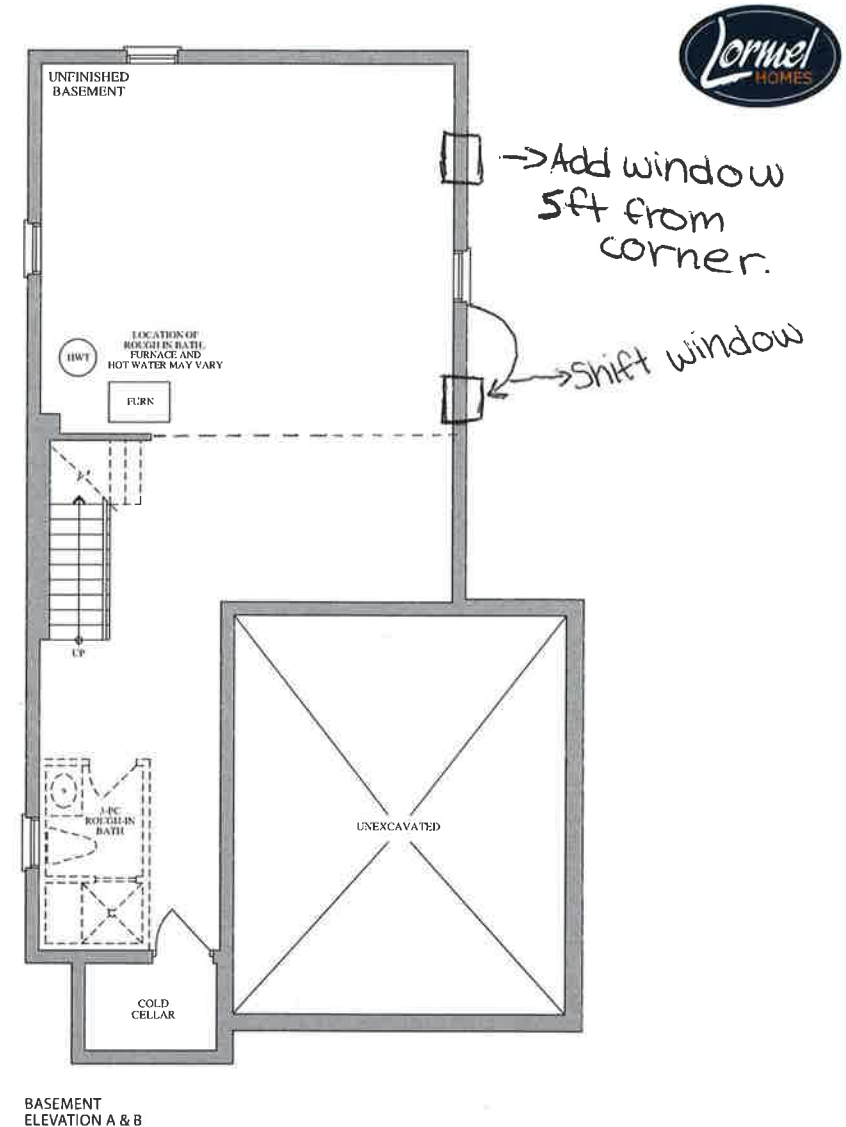 Lormel
HOMES
UNFINISHED
BASEMENT
→Add window
5ft from
corner.
LOCATION OF
ROUGH IN BATH,
FURNACE AND
HOT WATER MAY VARY
HWT
FURN
→Shift window
UP
3-PC
ROUGH-IN
BATH
UNEXCAVATED
COLD
CELLAR
BASEMENT
ELEVATION A & B